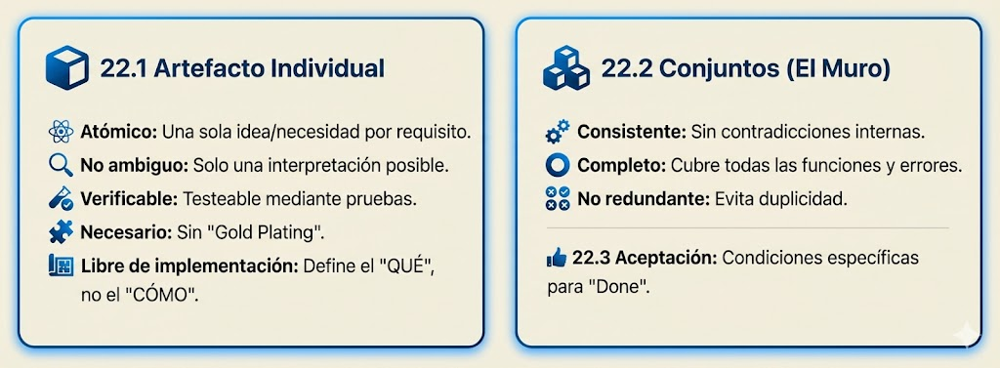 22.1 Artefacto Individual
Atómico: Una sola idea/necesidad por requisito.
No ambiguo: Solo una interpretación posible.
Verificable: Testeable mediante pruebas.
Necesario: Sin "Gold Plating".
Libre de implementación: Define el "QUÉ",
no el "CÓMO".
22.2 Conjuntos (El Muro)
Consistente: Sin contradicciones internas.
Completo: Cubre todas las funciones y errores.
No redundante: Evita duplicidad.
22.3 Aceptación: Condiciones específicas
para "Done".